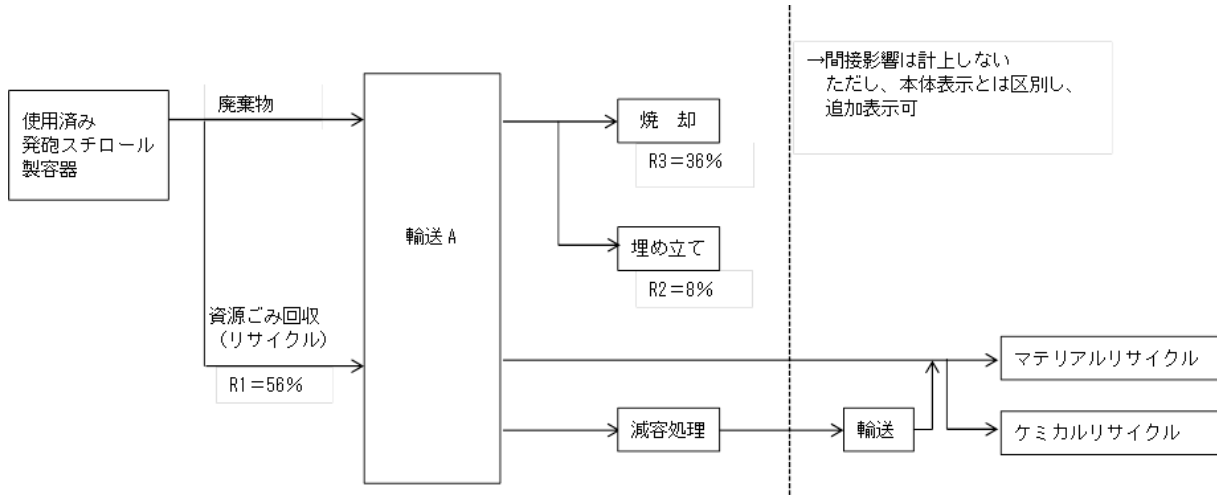 使用済み
発砲スチロール
製容器
廃棄物
資源ごみ回収
(リサイクル)
R1=56%
輸送A
焼 却
R3=36%
埋め立て
R2=8%
減容処理
→間接影響は計上しない
ただし、本体表示とは区別し、
追加表示可
輸送
マテリアルリサイクル
ケミカルリサイクル